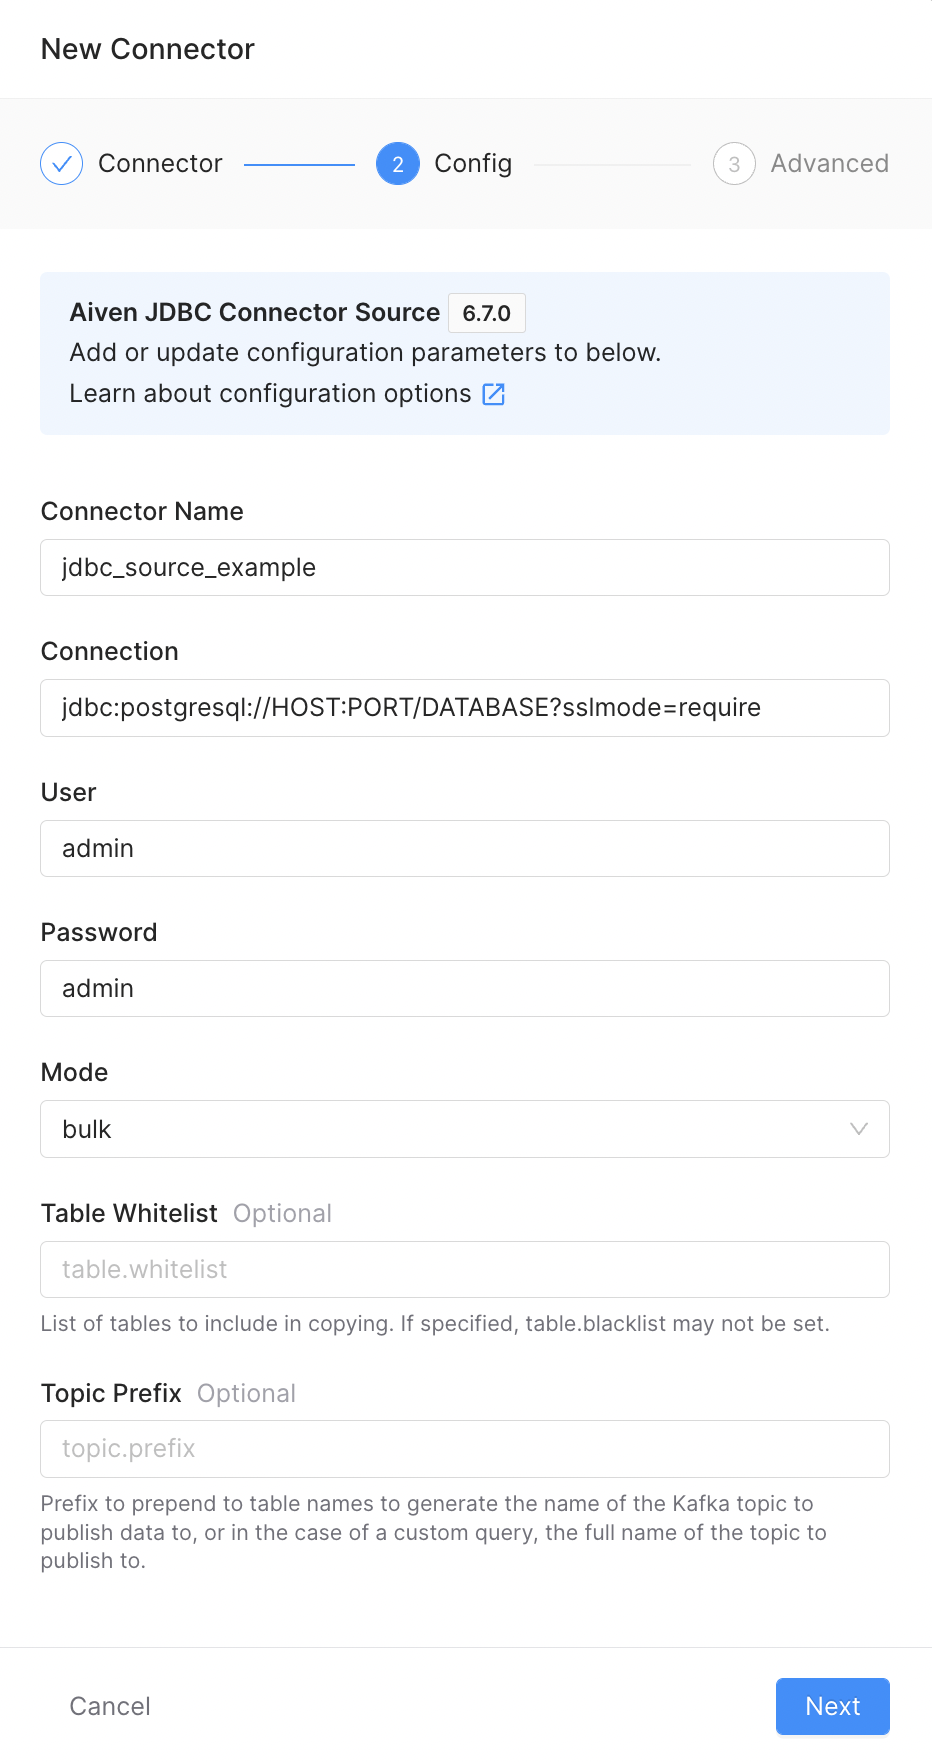 New Connector
Connector
2 Config
3 Advanced
Aiven JDBC Connector Source 6.7.0
Add or update configuration parameters to below.
Learn about configuration options
Connector Name
jdbc_source_example
Connection
jdbc:postgresql://HOST:PORT/DATABASE?sslmode=require
User
admin
Password
admin
Mode
bulk
Table Whitelist Optional
table.whitelist
List of tables to include in copying. If specified, table.blacklist may not be set.
Topic Prefix Optional
topic.prefix
Prefix to prepend to table names to generate the name of the Kafka topic to
publish data to, or in the case of a custom query, the full name of the topic to
publish to.
Cancel
Next